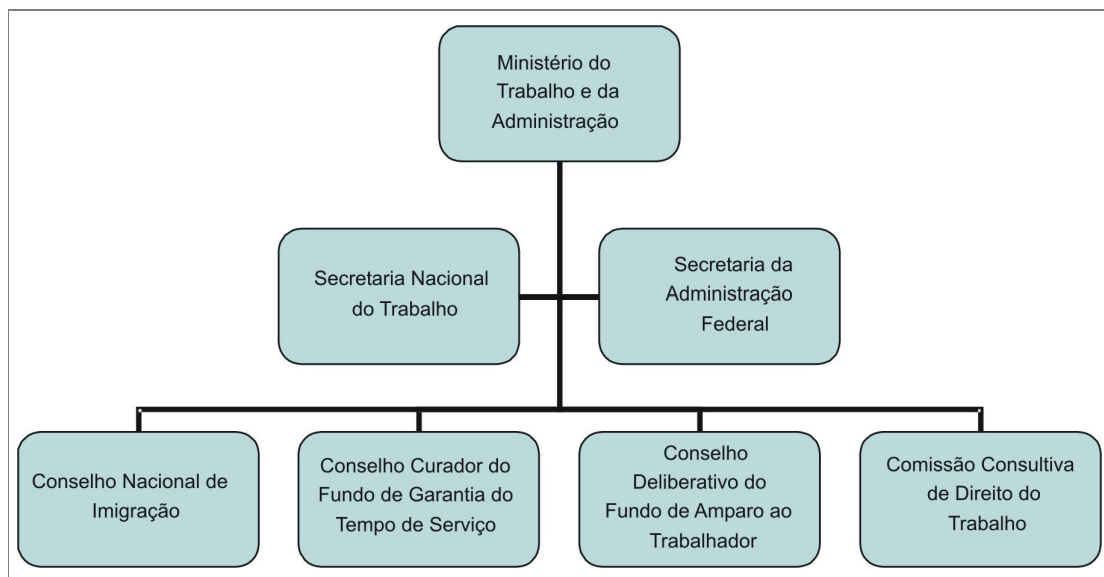 Ministério do
Trabalho e da
Administração
Secretaria Nacional
do Trabalho
Secretaria da
Administração
Federal
Conselho Nacional de
Imigração
Conselho Curador do
Fundo de Garantia do
Tempo de Serviço
Conselho
Deliberativo do
Fundo de Amparo ao
Trabalhador
Comissão Consultiva
de Direito do
Trabalho